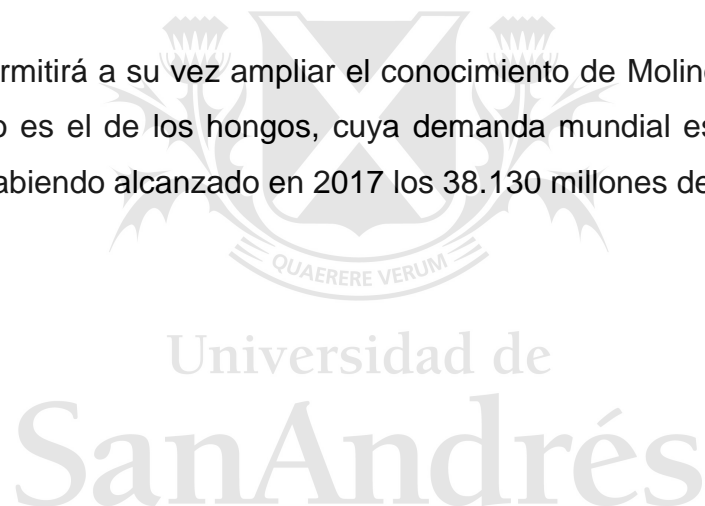 rmitirá a su vez ampliar el conocimiento de Molin
o es el de los hongos, cuya demanda mundial es
abiendo alcanzado en 2017 los 38.130 millones de
QUAERERE VERUM
Universidad de
SanAndrés